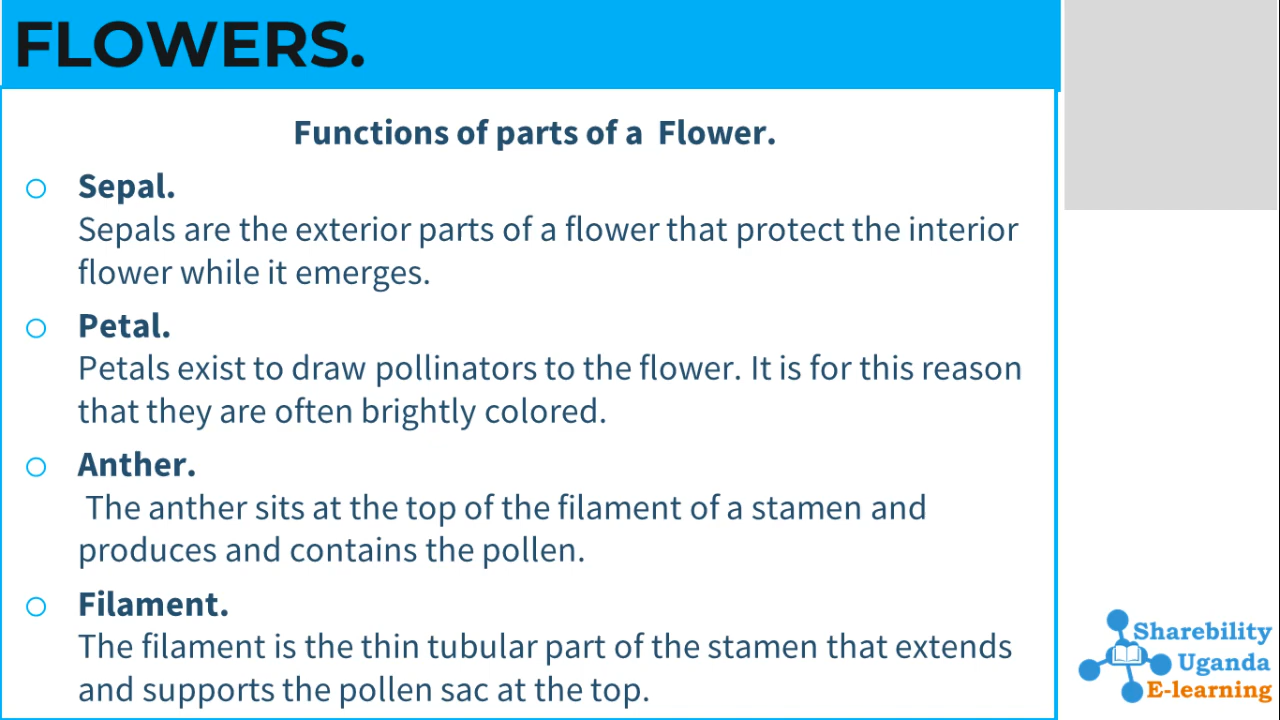 FLOWERS.
Functions of parts of a Flower.
Sepal.
Sepals are the exterior parts of a flower that protect the interior
flower while it emerges.
Petal.
Petals exist to draw pollinators to the flower. It is for this reason
that they are often brightly colored.
Anther.
The anther sits at the top of the filament of a stamen and
produces and contains the pollen.
Filament.
The filament is the thin tubular part of the stamen that extends
and supports the pollen sac at the top.
Sharebility
Uganda
E-learning